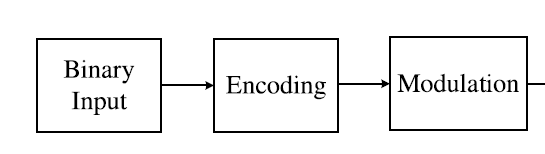 Binary
Input
Encoding
Modulation